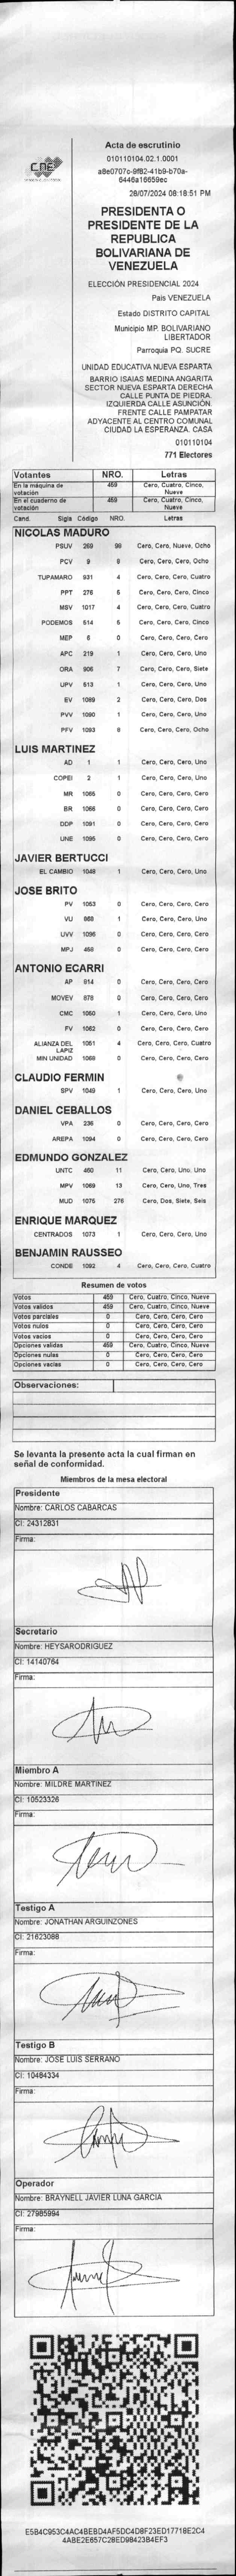 CNE
Acta de escrutinio
010110104.02.1.0001
a8e0707c-9f82-41b9-b70a-
6446a16659ec
28/07/2024 08:18:51 PM
PRESIDENTA O
PRESIDENTE DE LA
REPUBLICA
BOLIVARIANA DE
VENEZUELA
ELECCIÓN PRESIDENCIAL 2024
País VENEZUELA
Estado DISTRITO CAPITAL
Municipio MP. BOLIVARIANO
LIBERTADOR
Parroquia PQ. SUCRE
UNIDAD EDUCATIVA NUEVA ESPARTA
BARRIO ISAIAS MEDINA ANGARITA
SECTOR NUEVA ESPARTA DERECHA
CALLE PUNTA DE PIEDRA.
IZQUIERDA CALLE ASUNCIÓN.
FRENTE CALLE PAMPATAR
ADYACENTE AL CENTRO COMUNAL
CIUDAD LA ESPERANZA. CASA
010110104
771 Electores
Votantes NRO. Letras
En la máquina de votación 459 Cero, Cuatro, Cinco, Nueve
En el cuaderno de votación 459 Cero, Cuatro, Cinco, Nueve
Cand. Sigla Código NRO. Letras
NICOLAS MADURO
PSUV 269 98 Cero, Cero, Nueve, Ocho
PCV 9 8 Cero, Cero, Cero, Ocho
TUPAMARO 931 4 Cero, Cero, Cero, Cuatro
PPT 276 5 Cero, Cero, Cero, Cinco
MSV 1017 4 Cero, Cero, Cero, Cuatro
PODEMOS 514 5 Cero, Cero, Cero, Cinco
MEP 6 0 Cero, Cero, Cero, Cero
APC 219 1 Cero, Cero, Cero, Uno
ORA 906 7 Cero, Cero, Cero, Siete
UPV 513 1 Cero, Cero, Cero, Uno
EV 1089 2 Cero, Cero, Cero, Dos
PVV 1090 1 Cero, Cero, Cero, Uno
PFV 1093 8 Cero, Cero, Cero, Ocho
LUIS MARTINEZ
AD 1 1 Cero, Cero, Cero, Uno
COPEI 2 1 Cero, Cero, Cero, Uno
MR 1065 0 Cero, Cero, Cero, Cero
BR 1066 0 Cero, Cero, Cero, Cero
DDP 1091 0 Cero, Cero, Cero, Cero
UNE 1095 0 Cero, Cero, Cero, Cero
JAVIER BERTUCCI
EL CAMBIO 1048 1 Cero, Cero, Cero, Uno
JOSE BRITO
PV 1053 0 Cero, Cero, Cero, Cero
VU 868 1 Cero, Cero, Cero, Uno
UVV 1096 0 Cero, Cero, Cero, Cero
MPJ 458 0 Cero, Cero, Cero, Cero
ANTONIO ECARRI
AP 814 0 Cero, Cero, Cero, Cero
MOVEV 878 0 Cero, Cero, Cero, Cero
CMC 1050 1 Cero, Cero, Cero, Uno
FV 1062 0 Cero, Cero, Cero, Cero
ALIANZA DEL LAPIZ 1051 4 Cero, Cero, Cero, Cuatro
MIN UNIDAD 1068 0 Cero, Cero, Cero, Cero
CLAUDIO FERMIN
SPV 1049 1 Cero, Cero, Cero, Uno
DANIEL CEBALLOS
VPA 236 0 Cero, Cero, Cero, Cero
AREPA 1094 0 Cero, Cero, Cero, Cero
EDMUNDO GONZALEZ
UNTC 460 11 Cero, Cero, Uno, Uno
MPV 1069 13 Cero, Cero, Uno, Tres
MUD 1075 276 Cero, Dos, Siete, Seis
ENRIQUE MARQUEZ
CENTRADOS 1073 1 Cero, Cero, Cero, Uno
BENJAMIN RAUSSEO
CONDE 1092 4 Cero, Cero, Cero, Cuatro
Resumen de votos
Votos 459 Cero, Cuatro, Cinco, Nueve
Votos validos 459 Cero, Cuatro, Cinco, Nueve
Votos parciales 0 Cero, Cero, Cero, Cero
Votos nulos 0 Cero, Cero, Cero, Cero
Votos vacios 0 Cero, Cero, Cero, Cero
Opciones validas 459 Cero, Cuatro, Cinco, Nueve
Opciones nulas 0 Cero, Cero, Cero, Cero
Opciones vacias 0 Cero, Cero, Cero, Cero
Observaciones:
Se levanta la presente acta la cual firman en
señal de conformidad.
Miembros de la mesa electoral
Presidente
Nombre: CARLOS CABARCAS
CI: 24312831
Firma:
Secretario
Nombre: HEYSARODRIGUEZ
CI: 14140764
Firma:
Miembro A
Nombre: MILDRE MARTINEZ
CI: 10523326
Firma:
Testigo A
Nombre: JONATHAN ARGUINZONES
CI: 21623088
Firma:
Testigo B
Nombre: JOSE LUIS SERRANO
CI: 10484334
Firma:
Operador
Nombre: BRAYNELL JAVIER LUNA GARCIA
CI: 27985994
Firma:
E5B4C953C4AC4BEBD4AF5DC4D8F23ED17718E2C4
4ABE2E657C28ED98423B4EF3